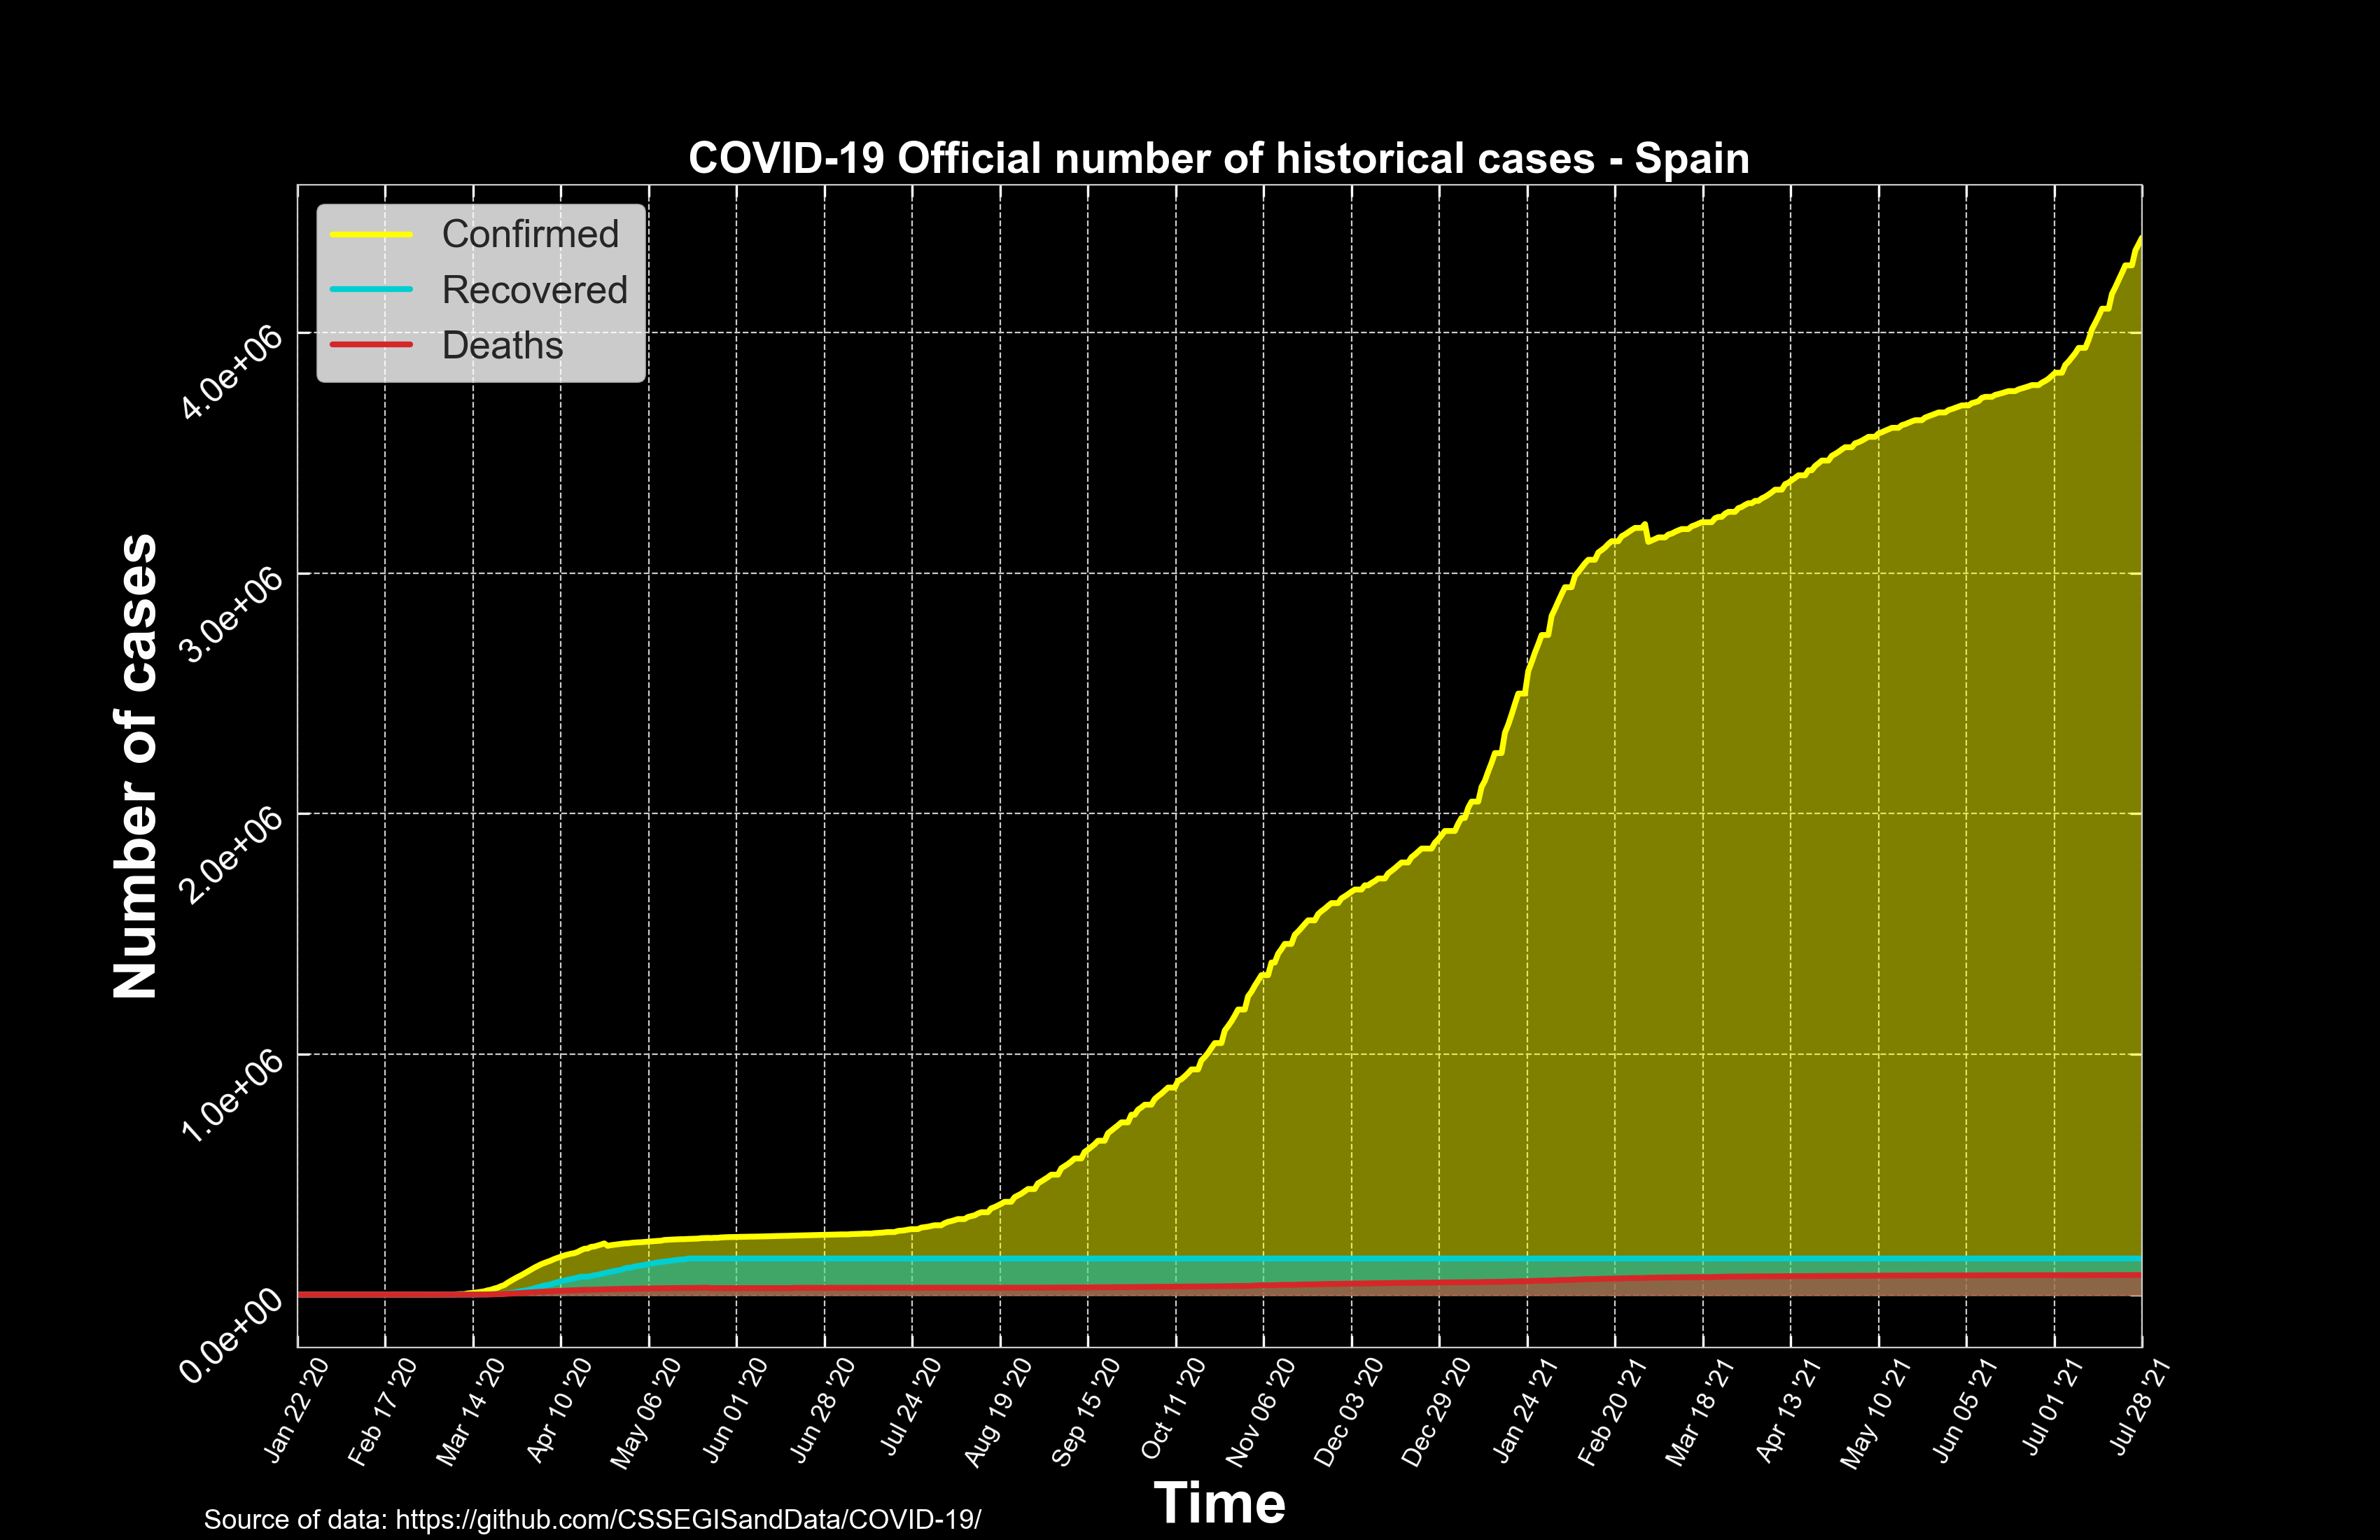 COVID-19 Official number of historical cases - Spain
Confirmed
Recovered
Deaths
Number of cases
4.0e+06
3.0e+06
2.0e+06
1.0e+06
0.0e+00
Jan 22 '20
Feb 17 '20
Mar 14 '20
Apr 10 '20
May 06 '20
Jun 01 '20
Jun 28 '20
Jul 24 '20
Aug 19 '20
Sep 15 '20
Oct 11 '20
Nov 06 '20
Dec 03 '20
Dec 29 '20
Jan 24 '21
Feb 20 '21
Mar 18 '21
Apr 13 '21
May 10 '21
Jun 05 '21
Jul 01 '21
Jul 28 '21
Time
Source of data: https://github.com/CSSEGISandData/COVID-19/